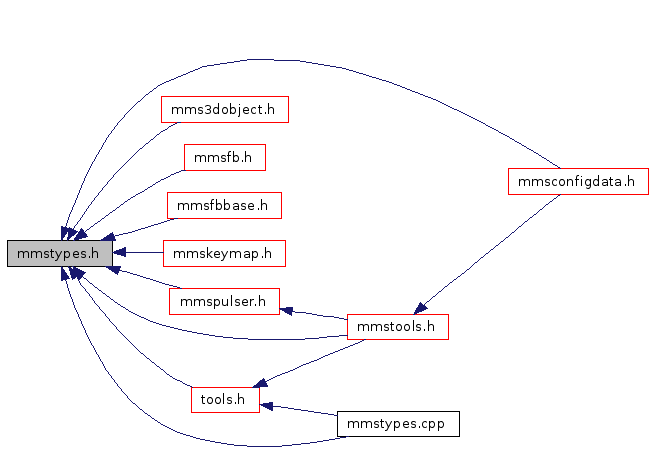 mms3dobject.h
mmsfb.h
mmsconfigdata.h
mmsfbbase.h
mmstypes.h
mmskeymap.h
mmspulser.h
mmstools.h
tools.h
mmstypes.cpp